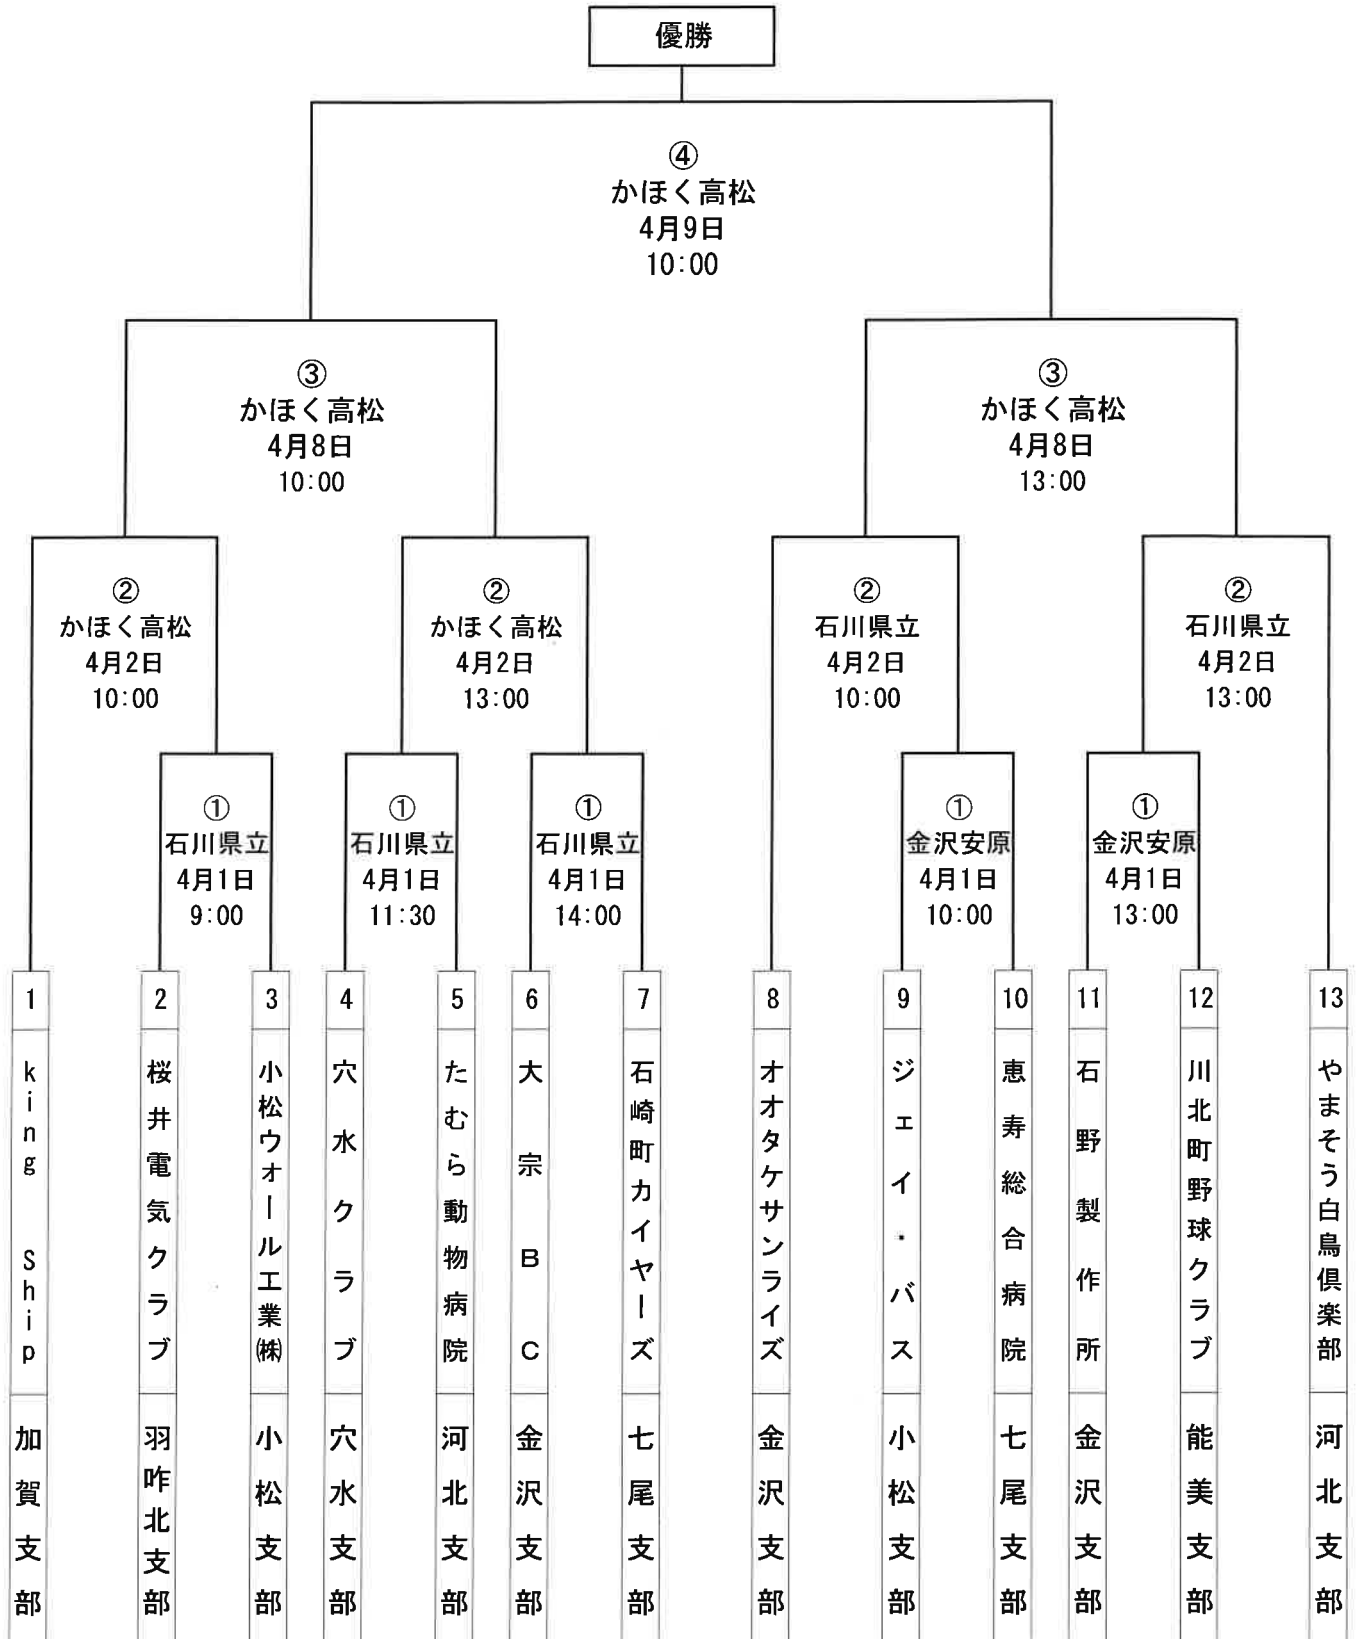 優勝
④
かほく高松
4月9日
10:00
③
かほく高松
4月8日
10:00
③
かほく高松
4月8日
13:00
②
かほく高松
4月2日
10:00
②
かほく高松
4月2日
13:00
②
石川県立
4月2日
10:00
②
石川県立
4月2日
13:00
①
石川県立
4月1日
9:00
①
石川県立
4月1日
11:30
①
石川県立
4月1日
14:00
①
金沢安原
4月1日
10:00
①
金沢安原
4月1日
13:00
1
king Ship
加賀支部
2
桜井電気クラブ
羽咋北支部
3
小松ウォール工業㈱
小松支部
4
穴水クラブ
穴水支部
5
たむら動物病院
河北支部
6
大宗BC
金沢支部
7
石崎町カイヤーズ
七尾支部
8
オオタケサンライズ
金沢支部
9
ジェイ・バス
小松支部
10
恵寿総合病院
七尾支部
11
石野製作所
金沢支部
12
川北町野球クラブ
能美支部
13
やまそう白鳥倶楽部
河北支部